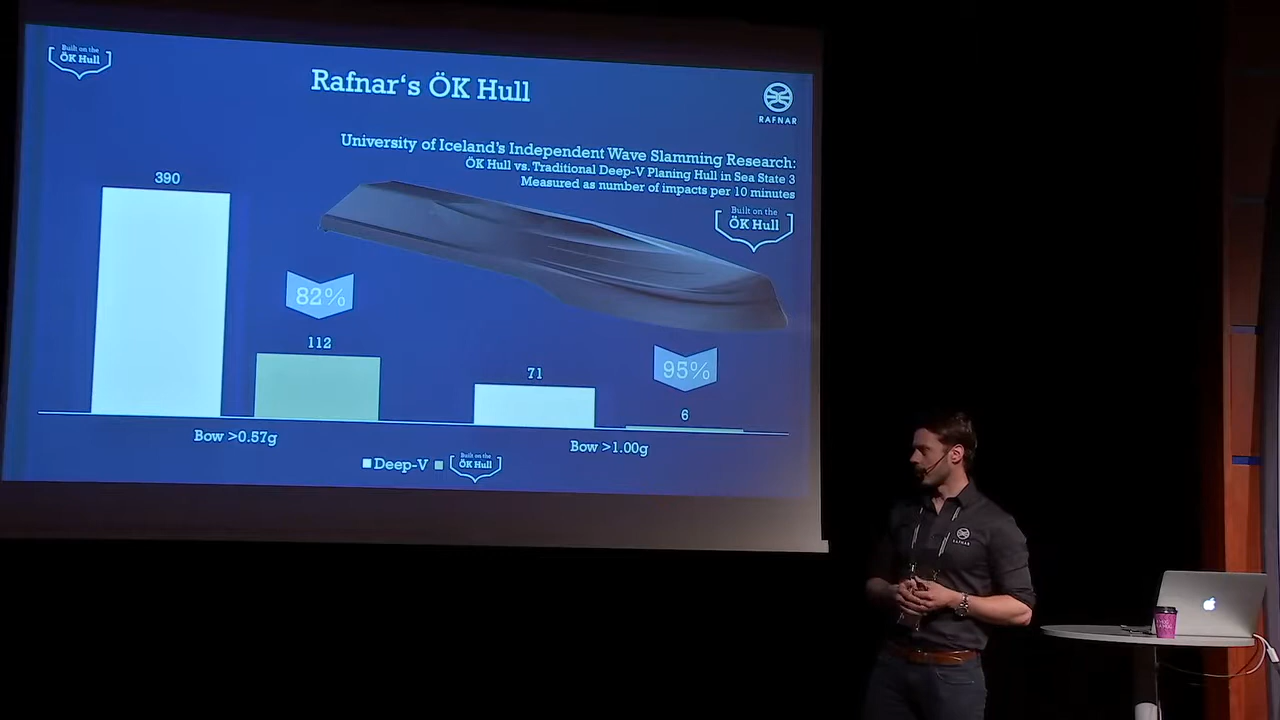 Built on the
ÖK Hull
Rafnar‘s ÖK Hull
RAFNAR
University of Iceland's Independent Wave Slamming Research:
ÖK Hull vs. Traditional Deep-V Planing Hull in Sea State 3
Measured as number of impacts per 10 minutes
390
Built on the
ÖK Hull
82%
112
71
95%
6
Bow >0.57g
Bow >1.00g
Deep-V
Built on the
ÖK Hull
RAFNAR